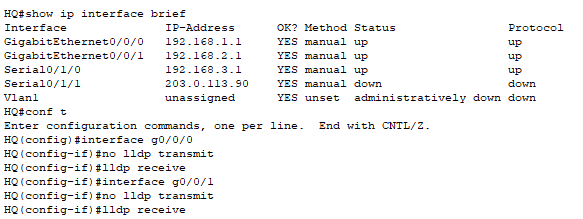 HQ#show ip interface brief
Interface IP-Address OK? Method Status Protocol
GigabitEthernet0/0/0 192.168.1.1 YES manual up up
GigabitEthernet0/0/1 192.168.2.1 YES manual up up
Serial0/1/0 192.168.3.1 YES manual up up
Serial0/1/1 203.0.113.90 YES manual down down
Vlan1 unassigned YES unset administratively down down
HQ#conf t
Enter configuration commands, one per line. End with CNTL/Z.
HQ(config)#interface g0/0/0
HQ(config-if)#no lldp transmit
HQ(config-if)#lldp receive
HQ(config-if)#interface g0/0/1
HQ(config-if)#no lldp transmit
HQ(config-if)#lldp receive